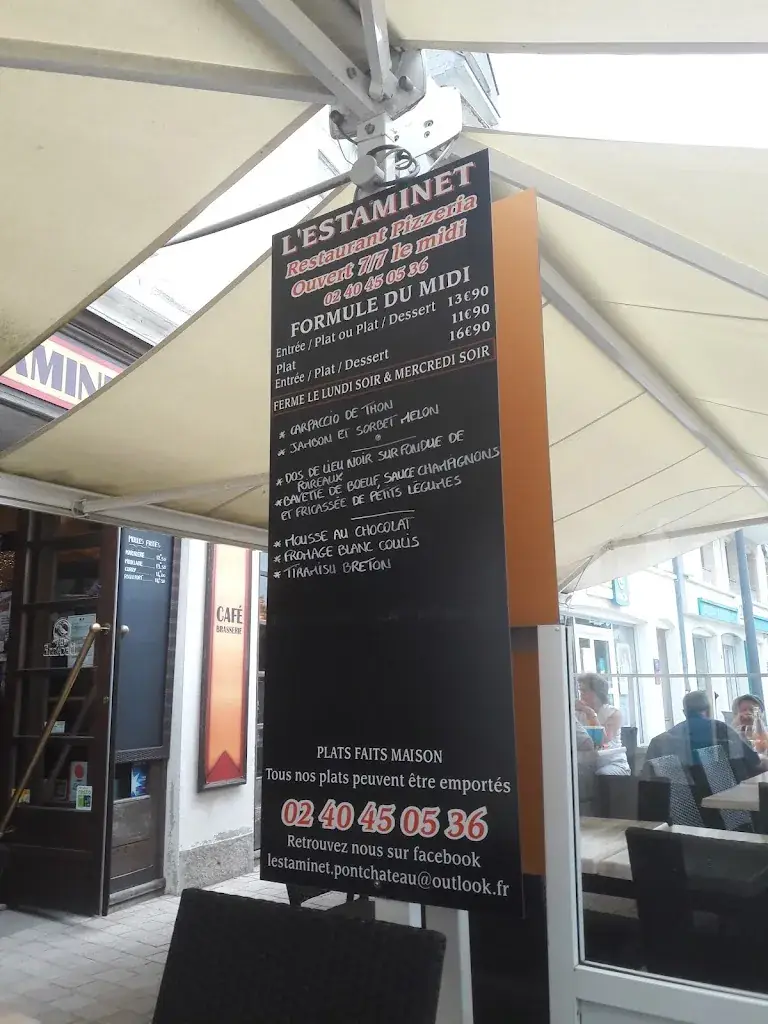 L'ESTAMINET
Restaurant Pizzeria
Ouvert 7/7 le midi
02 40 45 05 36
FORMULE DU MIDI
Entrée / Plat ou Plat / Dessert 13€90
Plat 11€90
Entrée / Plat / Dessert 16€90
FERME LE LUNDI SOIR & MERCREDI SOIR
* CARPACCIO DE THON
* JAMBON ET SORBET MELON
* DOS DE LIEU NOIR SUR FONDUE DE
POIREAUX
* BAVETTE DE BOEUF SAUCE CHAMPIGNONS
ET FRICASSÉE DE PETITS LÉGUMES
* MOUSSE AU CHOCOLAT
* FROMAGE BLANC COULIS
* TIRAMISU BRETON
PLATS FAITS MAISON
Tous nos plats peuvent être emportés
02 40 45 05 36
Retrouvez nous sur facebook
lestaminet.pontchateau@outlook.fr
AMIN
MOULES FRITES
CAFÉ
BRASSERIE